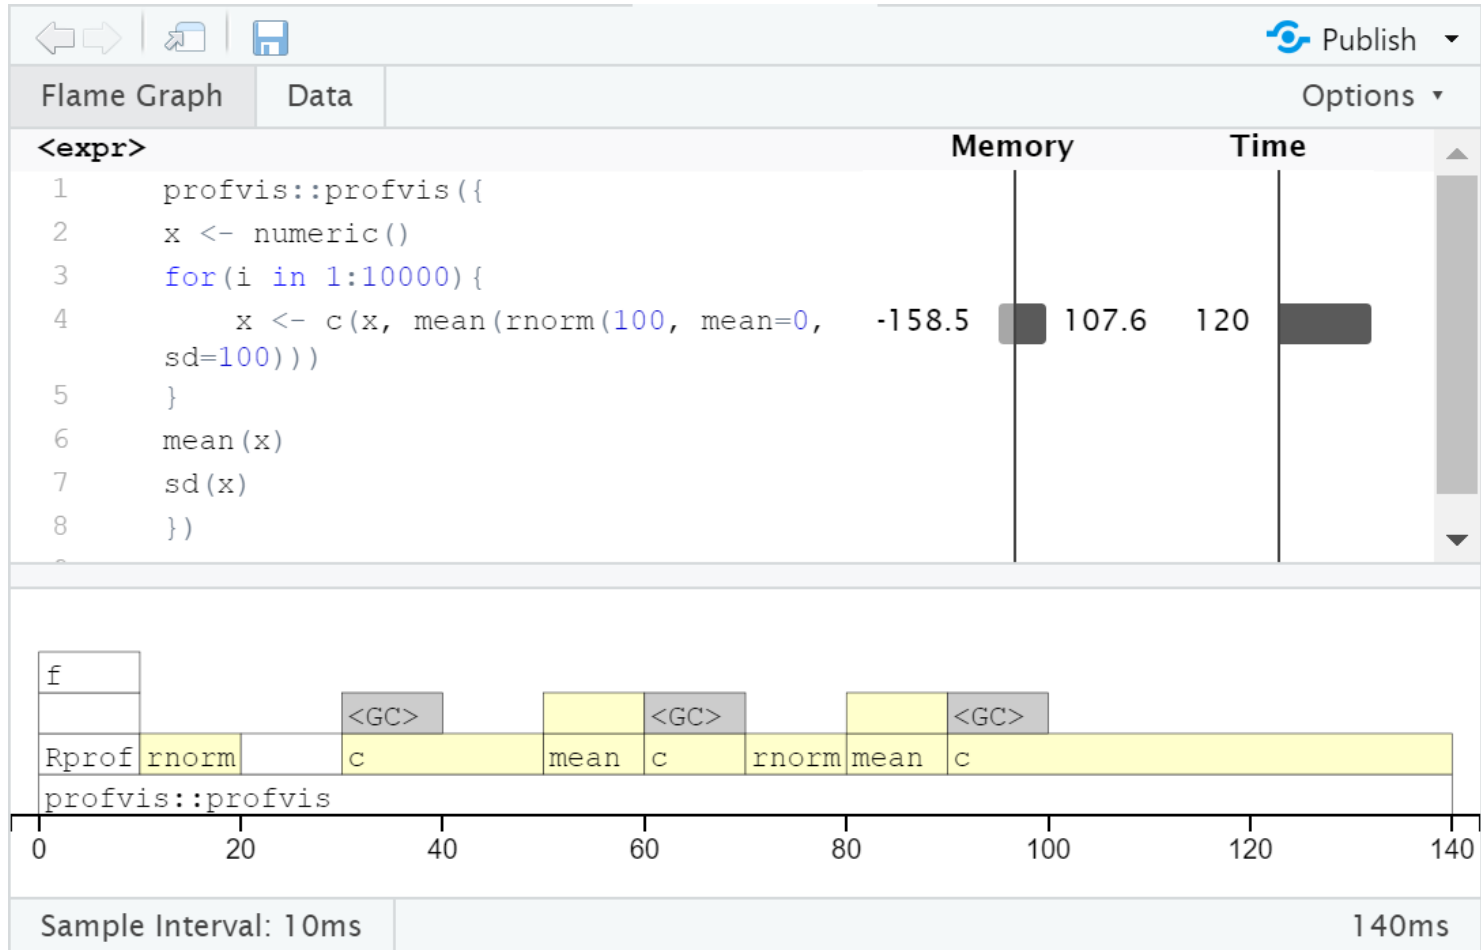 Publish
Flame Graph Data Options
<expr> Memory Time
1 profvis::profvis({
2 x <- numeric()
3 for(i in 1:10000){
4 x <- c(x, mean(rnorm(100, mean=0, -158.5 107.6 120
sd=100)))
5 }
6 mean(x)
7 sd(x)
8 })
f
<GC> <GC> <GC>
Rprof rnorm c mean c rnorm mean c
profvis::profvis
0 20 40 60 80 100 120 140
Sample Interval: 10ms 140ms